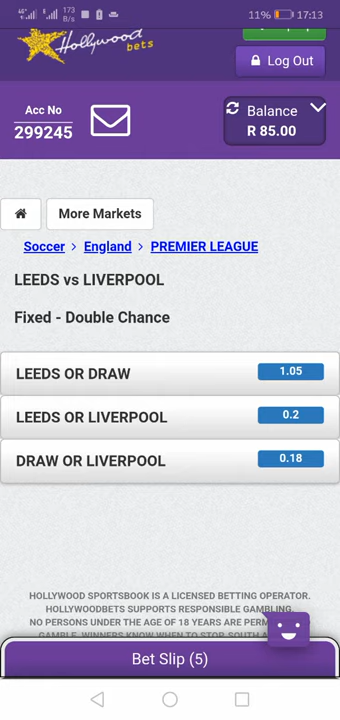 4G 173 B/s 11% 17:13
Hollywood bets
Log Out
Acc No
299245
Balance
R 85.00
More Markets
Soccer > England > PREMIER LEAGUE
LEEDS vs LIVERPOOL
Fixed - Double Chance
LEEDS OR DRAW 1.05
LEEDS OR LIVERPOOL 0.2
DRAW OR LIVERPOOL 0.18
HOLLYWOOD SPORTSBOOK IS A LICENSED BETTING OPERATOR.
HOLLYWOODBETS SUPPORTS RESPONSIBLE GAMBLING.
NO PERSONS UNDER THE AGE OF 18 YEARS ARE
GAMBLE. WINNERS KNOW WHEN TO STOP. SOUTH
Bet Slip (5)